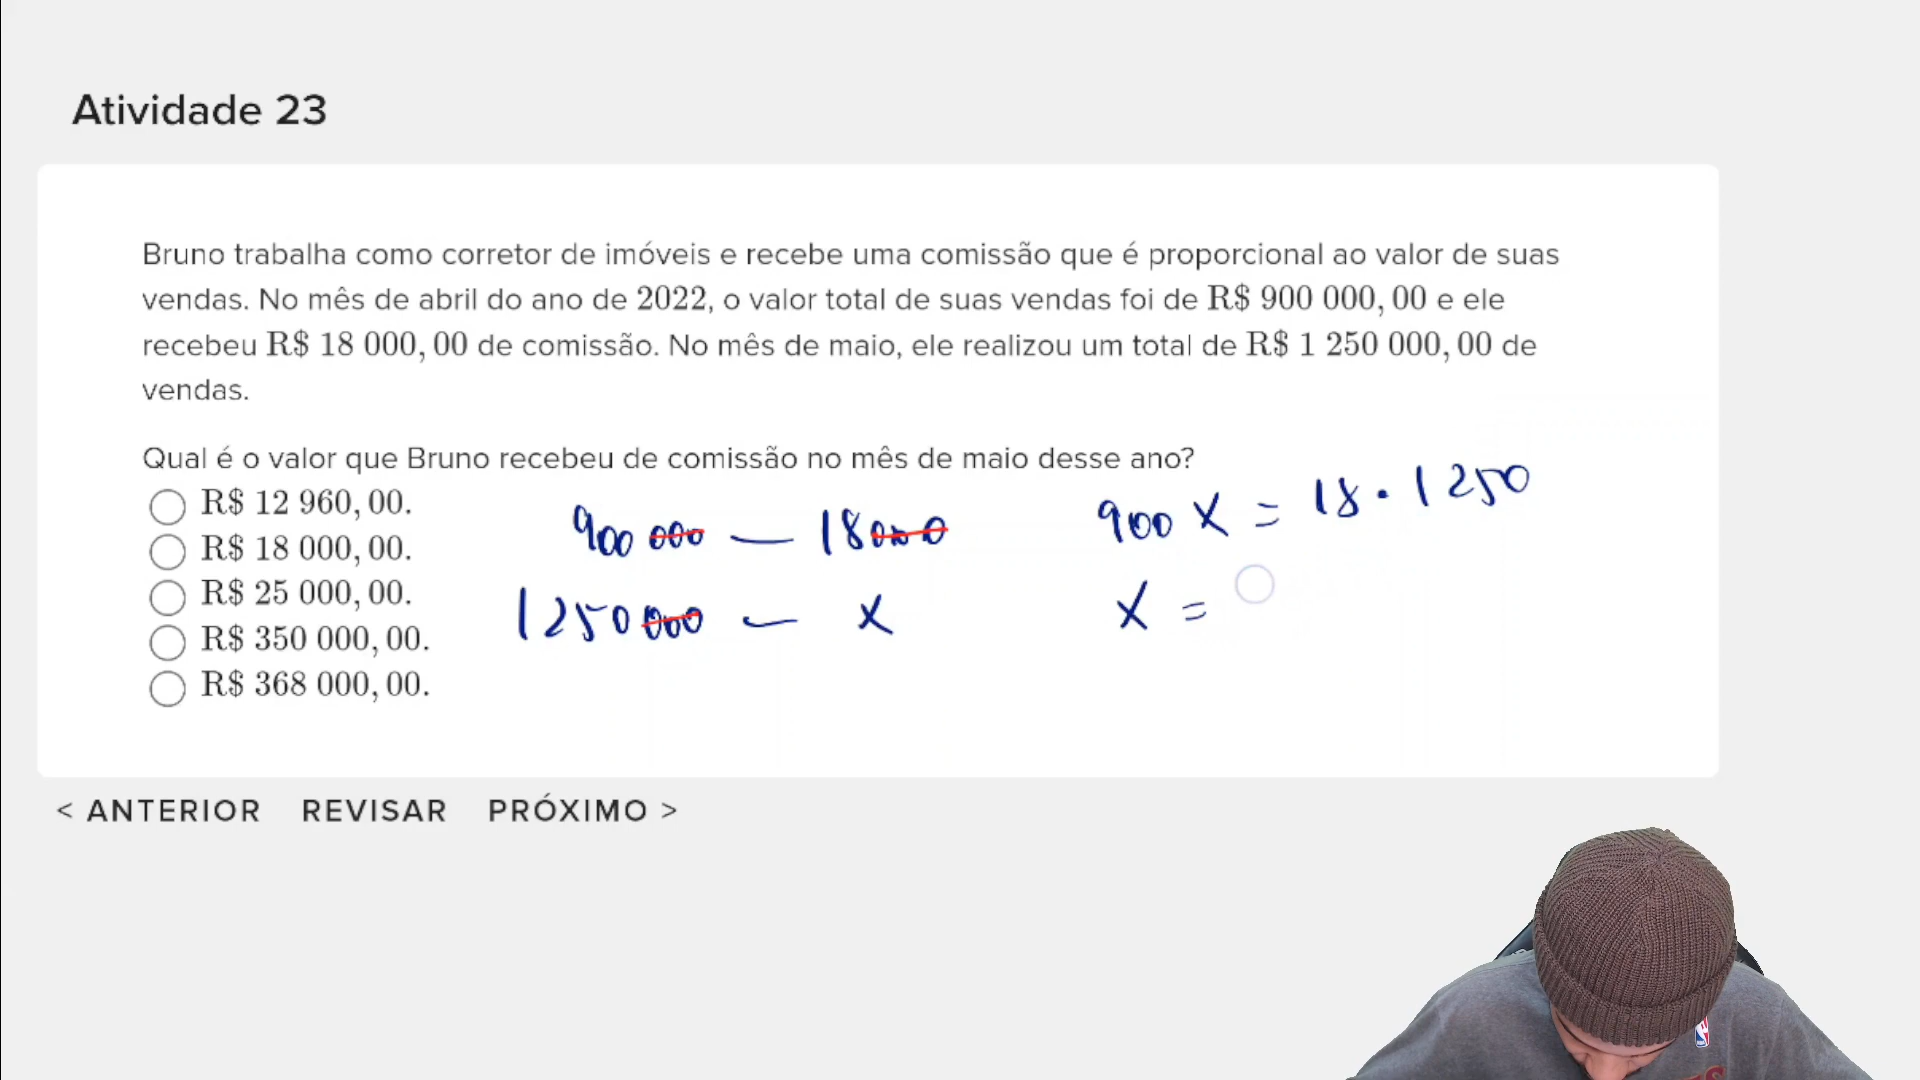 Atividade 23
Bruno trabalha como corretor de imóveis e recebe uma comissão que é proporcional ao valor de suas
vendas. No mês de abril do ano de 2022, o valor total de suas vendas foi de R$ 900 000, 00 e ele
recebeu R$ 18 000, 00 de comissão. No mês de maio, ele realizou um total de R$ 1 250 000, 00 de
vendas.
Qual é o valor que Bruno recebeu de comissão no mês de maio desse ano?
R$ 12 960, 00.
R$ 18 000, 00.
R$ 25 000, 00.
R$ 350 000, 00.
R$ 368 000, 00.
900 000 — 18000
1250000 — x
900 x = 18 · 1250
x =
< ANTERIOR REVISAR PRÓXIMO >